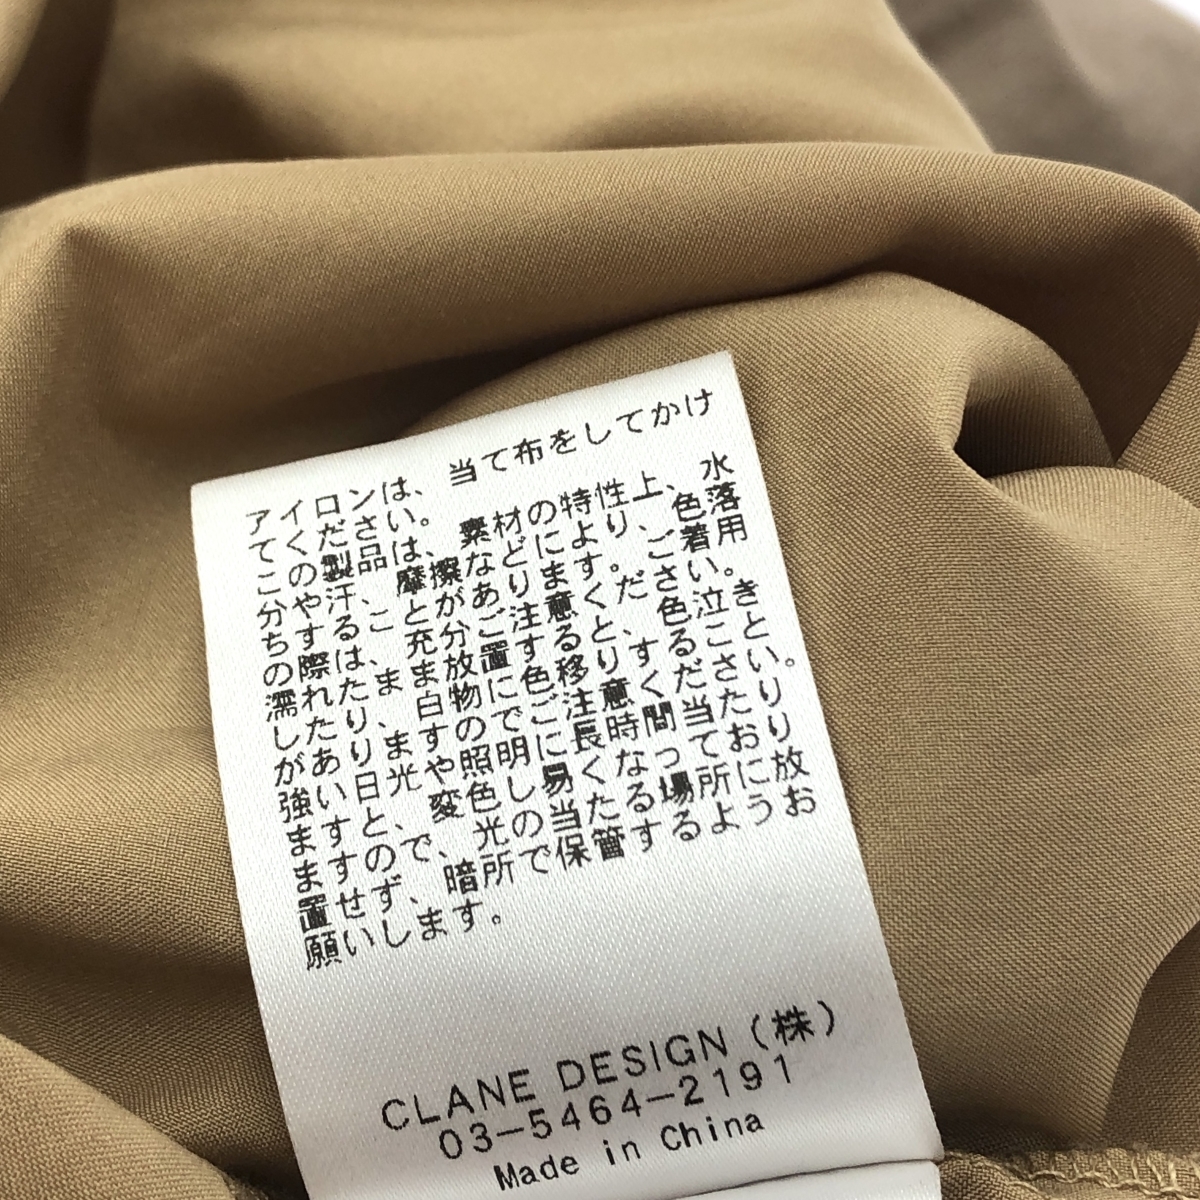 アイロンは、当て布をしてかけ
てください。
この製品は、素材の特性上、水
分や汗、摩擦などにより、色落
ちすることがあります。ご着用
の際は、充分ご注意ください。
濡れたまま放置すると、色泣き
したり、白物に色移りすること
がありますのでご注意ください。
強い日光や照明に長時間当たり
ますと、変色し易くなっており
ますので、光の当たる場所に放
置せず、暗所で保管するようお
願いします。
CLANE DESIGN（株）
03-5464-2191
Made in China